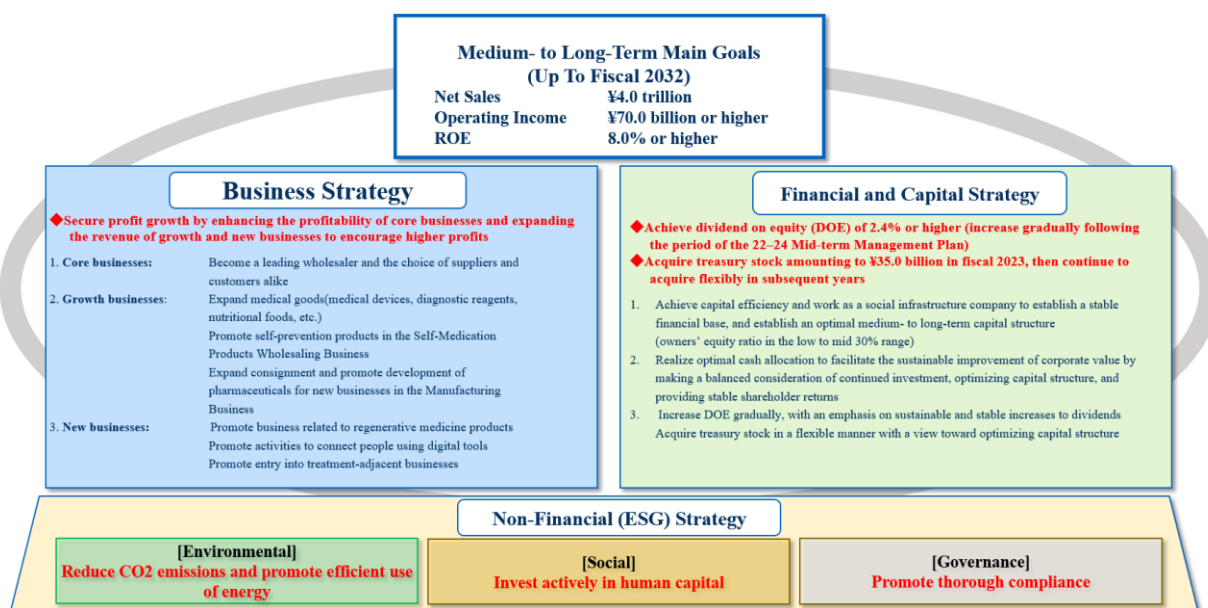 Medium- to Long-Term Main Goals
(Up To Fiscal 2032)
Net Sales ¥4.0 trillion
Operating Income ¥70.0 billion or higher
ROE 8.0% or higher
Business Strategy
◆Secure profit growth by enhancing the profitability of core businesses and expanding
the revenue of growth and new businesses to encourage higher profits
1. Core businesses: Become a leading wholesaler and the choice of suppliers and
customers alike
2. Growth businesses: Expand medical goods(medical devices, diagnostic reagents,
nutritional foods, etc.)
Promote self-prevention products in the Self-Medication
Products Wholesaling Business
Expand consignment and promote development of
pharmaceuticals for new businesses in the Manufacturing
Business
3. New businesses: Promote business related to regenerative medicine products
Promote activities to connect people using digital tools
Promote entry into treatment-adjacent businesses
Financial and Capital Strategy
◆Achieve dividend on equity (DOE) of 2.4% or higher (increase gradually following
the period of the 22–24 Mid-term Management Plan)
◆Acquire treasury stock amounting to ¥35.0 billion in fiscal 2023, then continue to
acquire flexibly in subsequent years
1. Achieve capital efficiency and work as a social infrastructure company to establish a stable
financial base, and establish an optimal medium- to long-term capital structure
(owners' equity ratio in the low to mid 30% range)
2. Realize optimal cash allocation to facilitate the sustainable improvement of corporate value by
making a balanced consideration of continued investment, optimizing capital structure, and
providing stable shareholder returns
3. Increase DOE gradually, with an emphasis on sustainable and stable increases to dividends
Acquire treasury stock in a flexible manner with a view toward optimizing capital structure
Non-Financial (ESG) Strategy
[Environmental]
Reduce CO2 emissions and promote efficient use
of energy
[Social]
Invest actively in human capital
[Governance]
Promote thorough compliance